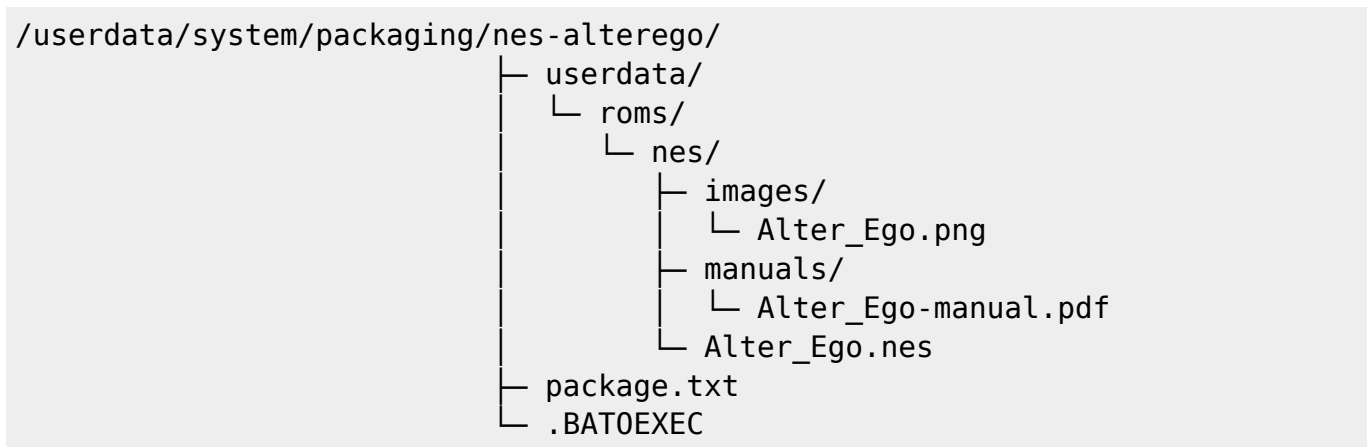 /userdata/system/packaging/nes-alterego/
├─ userdata/
│  └─ roms/
│     └─ nes/
│        ├─ images/
│        │  └─ Alter_Ego.png
│        ├─ manuals/
│        │  └─ Alter_Ego-manual.pdf
│        └─ Alter_Ego.nes
├─ package.txt
└─ .BATOEXEC